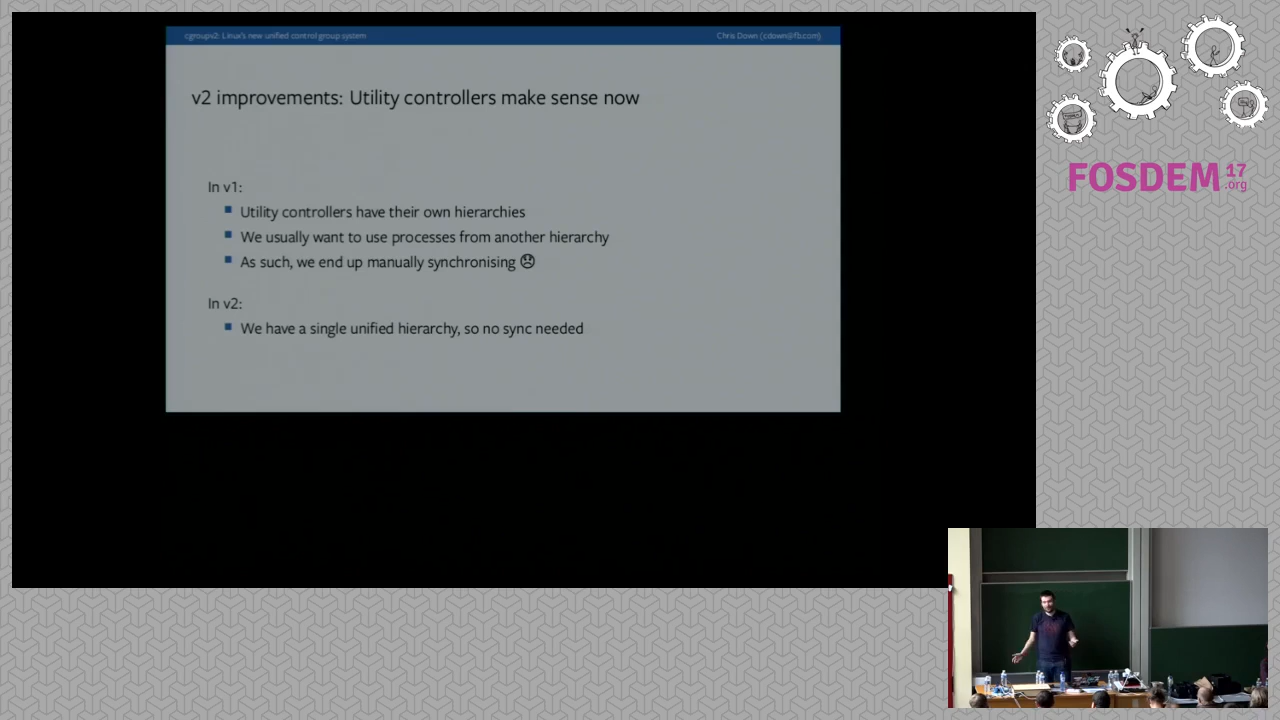 cgroupv2: Linux's new unified control group system
Chris Down (cdown@fb.com)
v2 improvements: Utility controllers make sense now
In v1:
Utility controllers have their own hierarchies
We usually want to use processes from another hierarchy
As such, we end up manually synchronising ☹
In v2:
We have a single unified hierarchy, so no sync needed
FOSDEM 17
.org